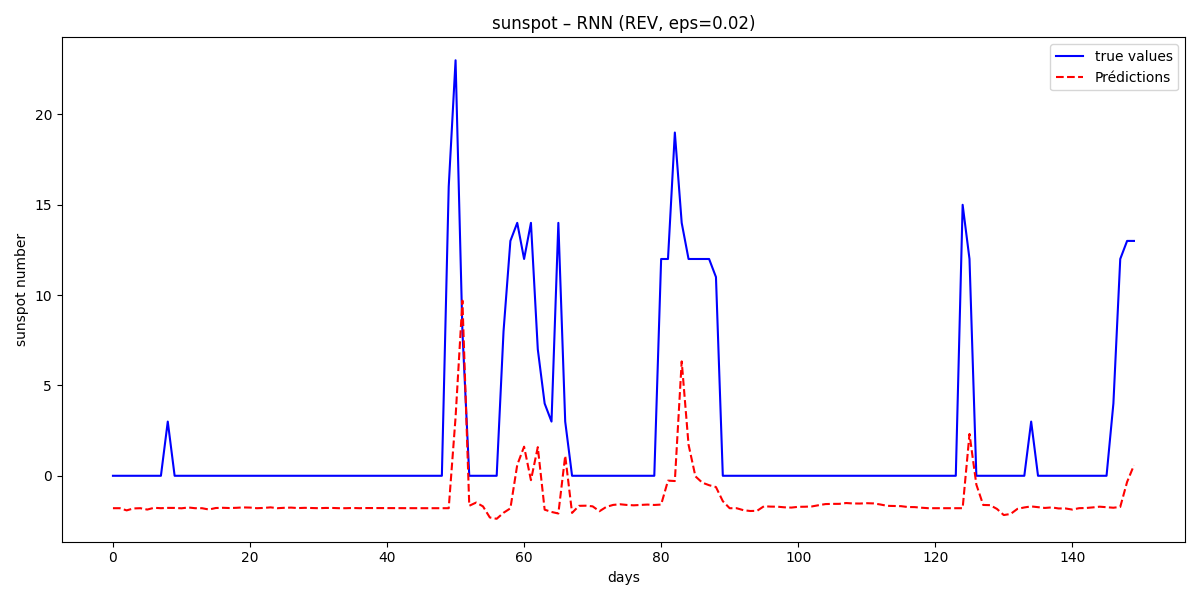 sunspot – RNN (REV, eps=0.02)
true values
Prédictions
sunspot number
20
15
10
5
0
0 20 40 60 80 100 120 140
days